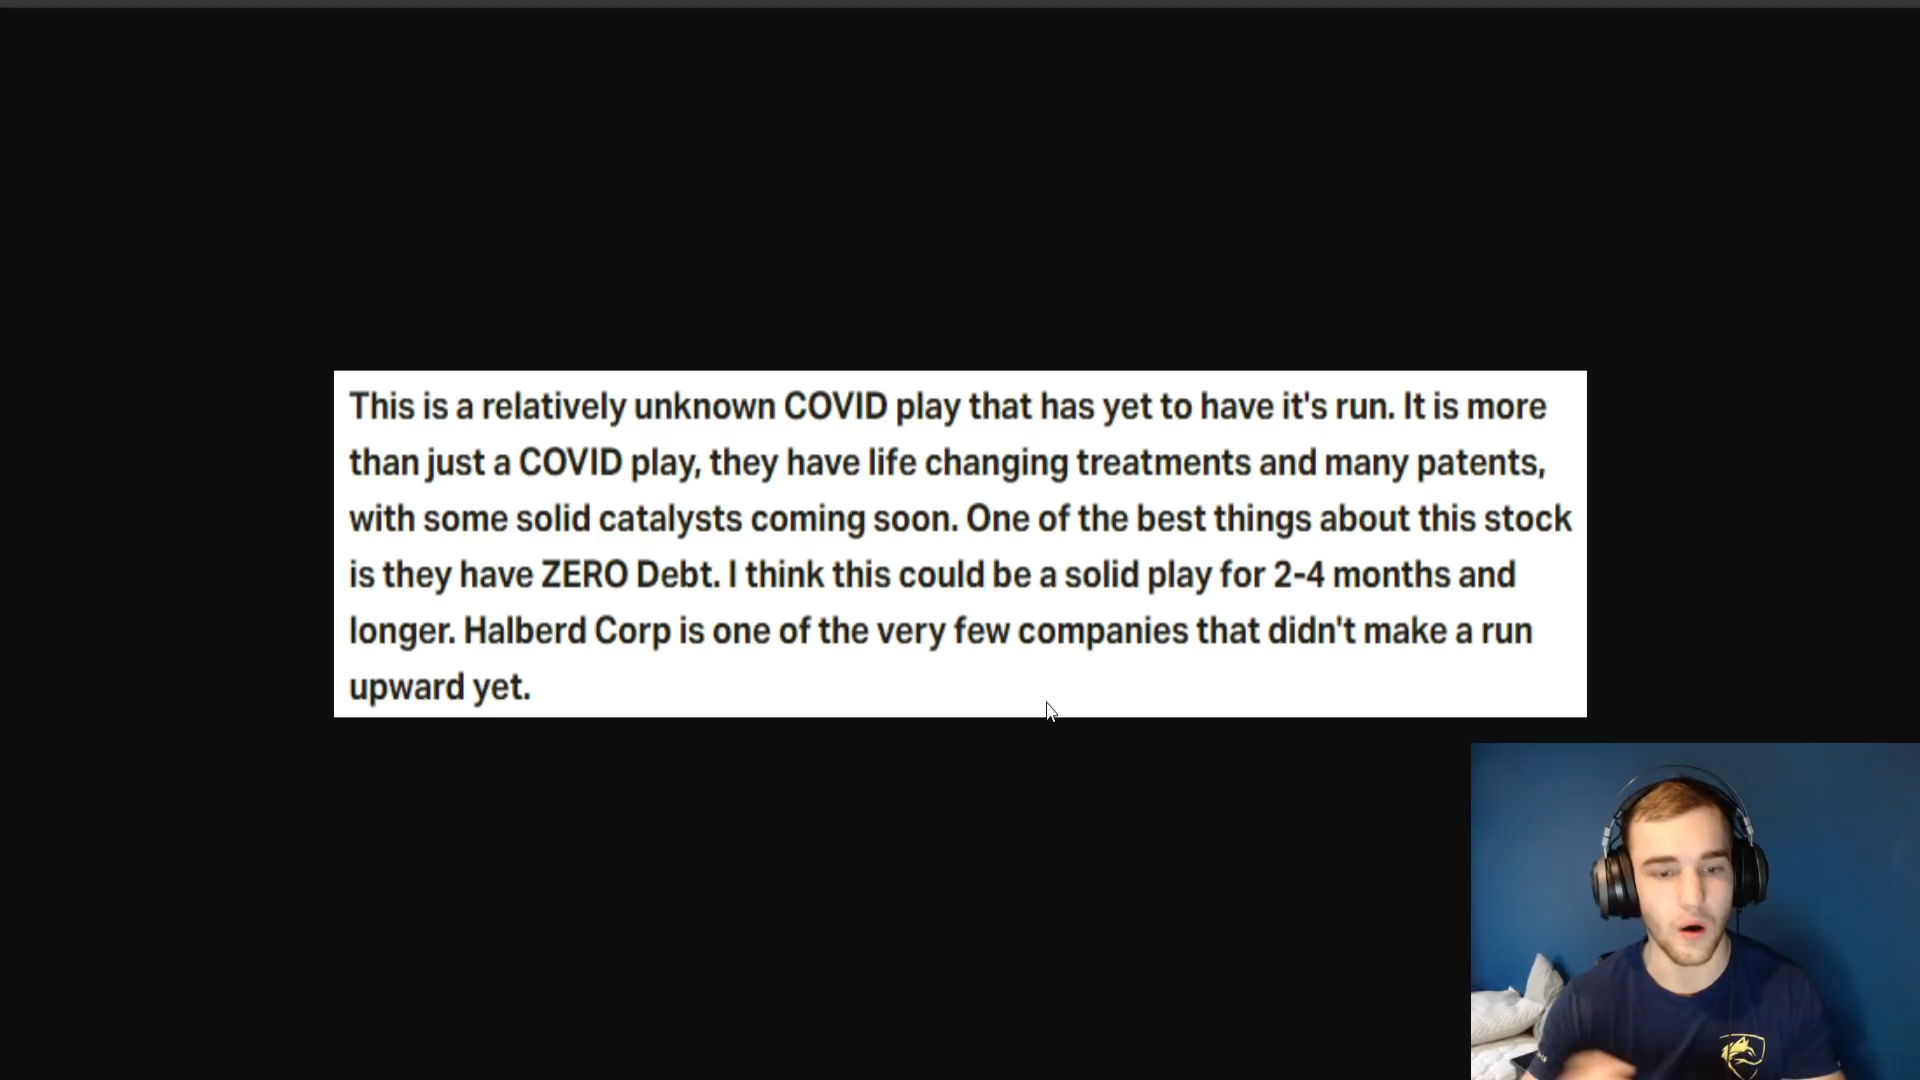 This is a relatively unknown COVID play that has yet to have it's run. It is more
than just a COVID play, they have life changing treatments and many patents,
with some solid catalysts coming soon. One of the best things about this stock
is they have ZERO Debt. I think this could be a solid play for 2-4 months and
longer. Halberd Corp is one of the very few companies that didn't make a run
upward yet.